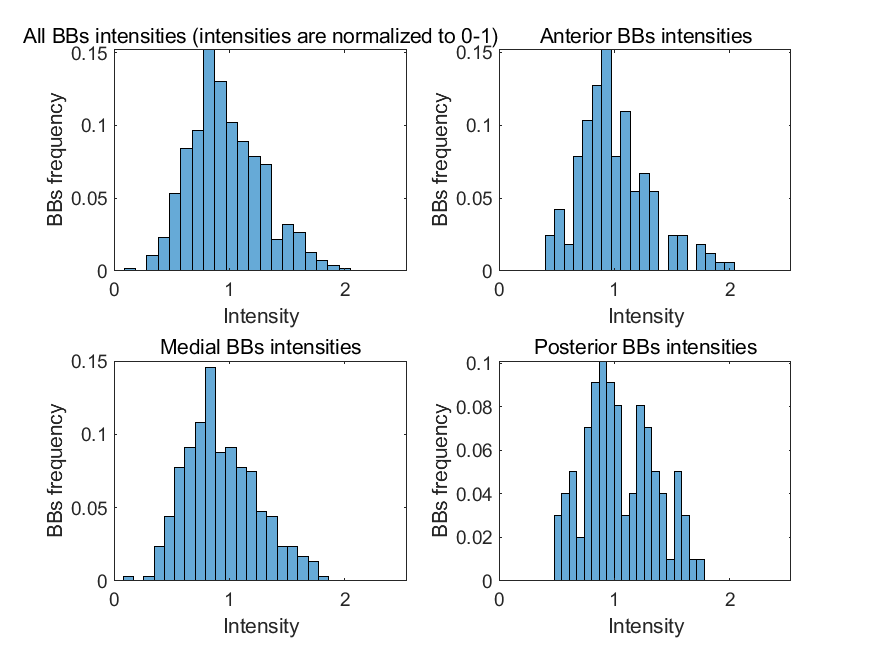 All BBs intensities (intensities are normalized to 0-1)
0.15
0.1
0.05
0
BBs frequency
0 1 2
Intensity
Anterior BBs intensities
0.15
0.1
0.05
0
BBs frequency
0 1 2
Intensity
Medial BBs intensities
0.15
0.1
0.05
0
BBs frequency
0 1 2
Intensity
Posterior BBs intensities
0.1
0.08
0.06
0.04
0.02
0
BBs frequency
0 1 2
Intensity